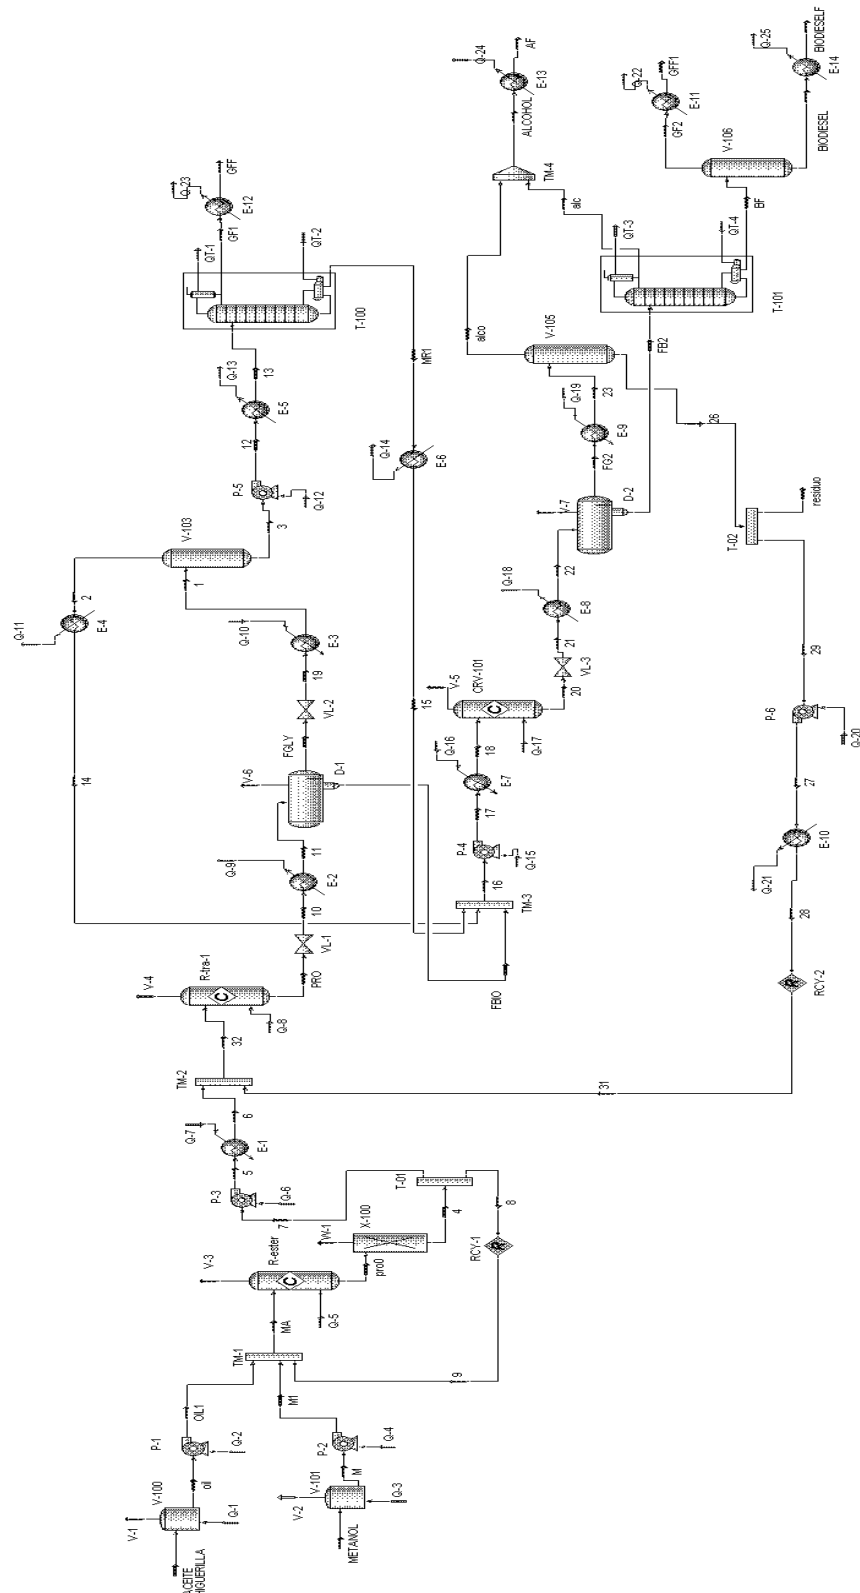 ACEITE
HIGUERILLA
V-1
V-100
Q-1
oil
P-1
Q-2
OIL1
METANOL
V-2
V-101
Q-3
M
P-2
Q-4
M1
TM-1
MA
9
V-3
R-ester
C
Q-5
pro0
W-1
X-100
4
RCY-1
R
T-01
8
7
P-3
Q-6
5
Q-7
E-1
6
TM-2
31
32
V-4
R-tra-1
C
Q-8
PRO
VL-1
10
Q-9
E-2
11
V-6
D-1
FGLY
VL-2
19
Q-10
E-3
1
V-103
2
Q-11
E-4
14
3
P-5
Q-12
12
Q-13
E-5
13
T-100
QT-1
QT-2
GF1
Q-23
E-12
GFF
MR1
Q-14
E-6
15
FBIO
TM-3
16
P-4
Q-15
17
Q-16
E-7
18
V-5
CRV-101
C
Q-17
20
VL-3
21
Q-18
E-8
22
V-7
D-2
FG2
Q-19
E-9
23
V-105
alco
FB2
26
T-02
residuo
29
P-6
Q-20
27
Q-21
E-10
28
RCY-2
R
T-101
QT-3
QT-4
alc
TM-4
ALCOHOL
Q-24
E-13
AF
BF
V-106
GF2
Q-22
E-11
GFF1
BIODIESEL
Q-25
E-14
BIODIESELF